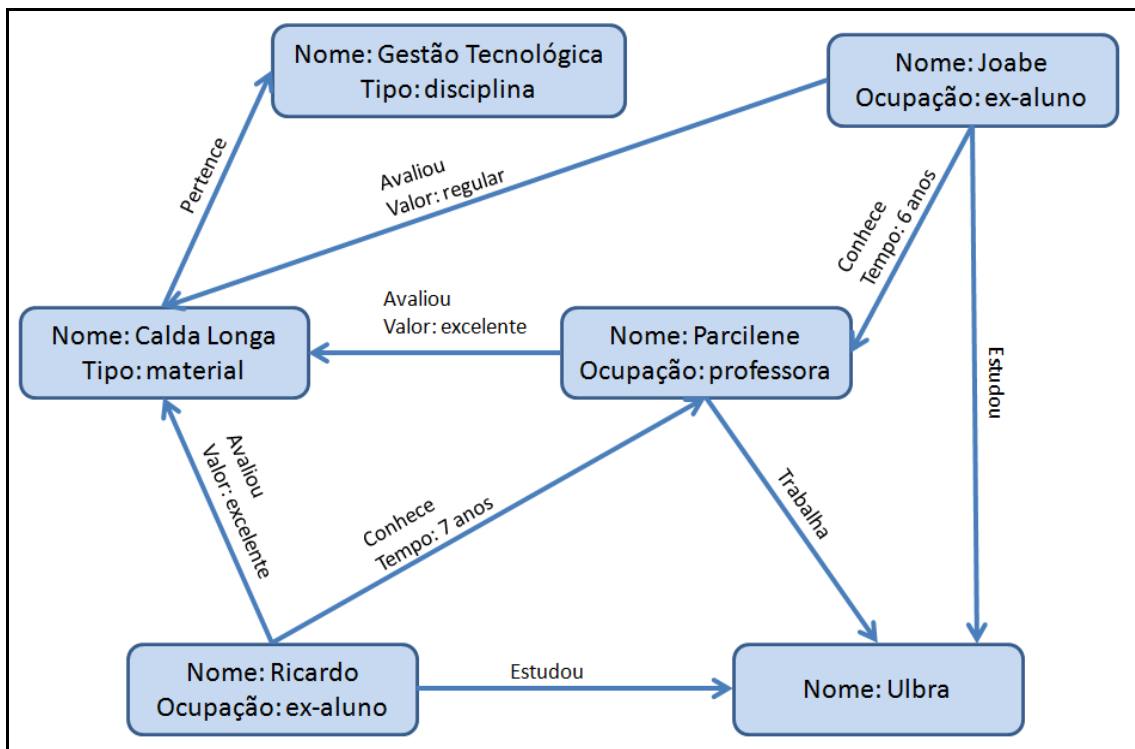 Nome: Gestão Tecnológica
Tipo: disciplina
Nome: Joabe
Ocupação: ex-aluno
Pertence
Avaliou
Valor: regular
Conhece
Tempo: 6 anos
Avaliou
Valor: excelente
Nome: Calda Longa
Tipo: material
Nome: Parcilene
Ocupação: professora
Estudou
Avaliou
Valor: excelente
Conhece
Tempo: 7 anos
Trabalha
Nome: Ricardo
Ocupação: ex-aluno
Estudou
Nome: Ulbra